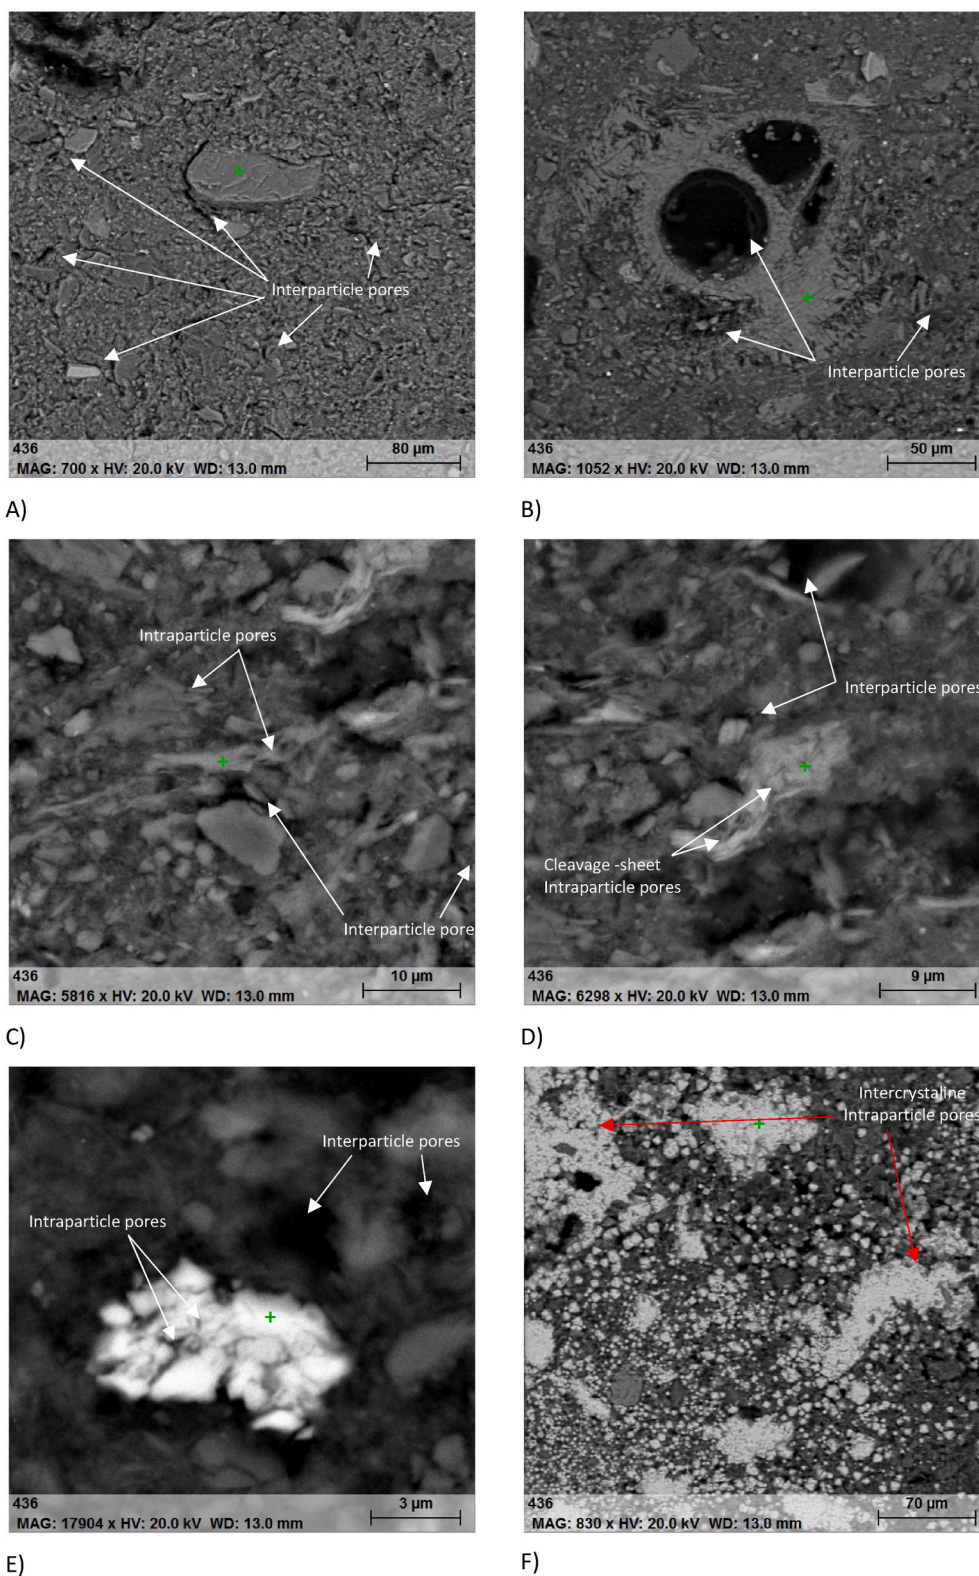 Interparticle pores
436
80 µm
MAG: 700 x HV: 20.0 kV WD: 13.0 mm
A)
Interparticle pores
436
50 µm
MAG: 1052 x HV: 20.0 kV WD: 13.0 mm
B)
Intraparticle pores
Interparticle pore
436
10 µm
MAG: 5816 x HV: 20.0 kV WD: 13.0 mm
C)
Interparticle pores
Cleavage -sheet
Intraparticle pores
436
9 µm
MAG: 6298 x HV: 20.0 kV WD: 13.0 mm
D)
Interparticle pores
Intraparticle pores
436
3 µm
MAG: 17904 x HV: 20.0 kV WD: 13.0 mm
E)
Intercrystaline
Intraparticle pores
436
70 µm
MAG: 830 x HV: 20.0 kV WD: 13.0 mm
F)